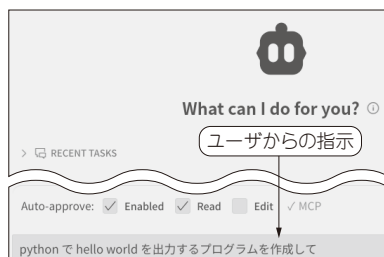 What can I do for you?
ユーザからの指示
RECENT TASKS
Auto-approve: Enabled Read Edit MCP
python で hello world を出力するプログラムを作成して